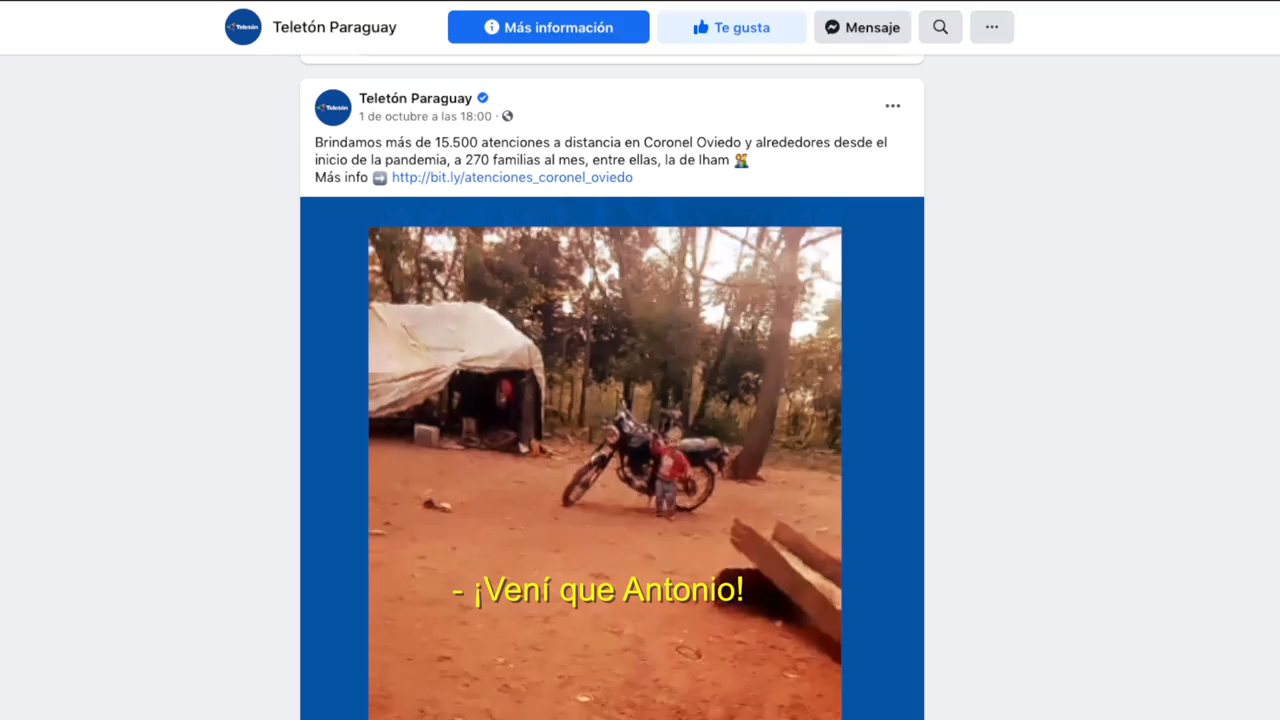 Teletón
Teletón Paraguay
Más información
Te gusta
Mensaje
Teletón
Teletón Paraguay
1 de octubre a las 18:00 ·
Brindamos más de 15.500 atenciones a distancia en Coronel Oviedo y alrededores desde el
inicio de la pandemia, a 270 familias al mes, entre ellas, la de Iham
Más info ➡ http://bit.ly/atenciones_coronel_oviedo
- ¡Vení que Antonio!